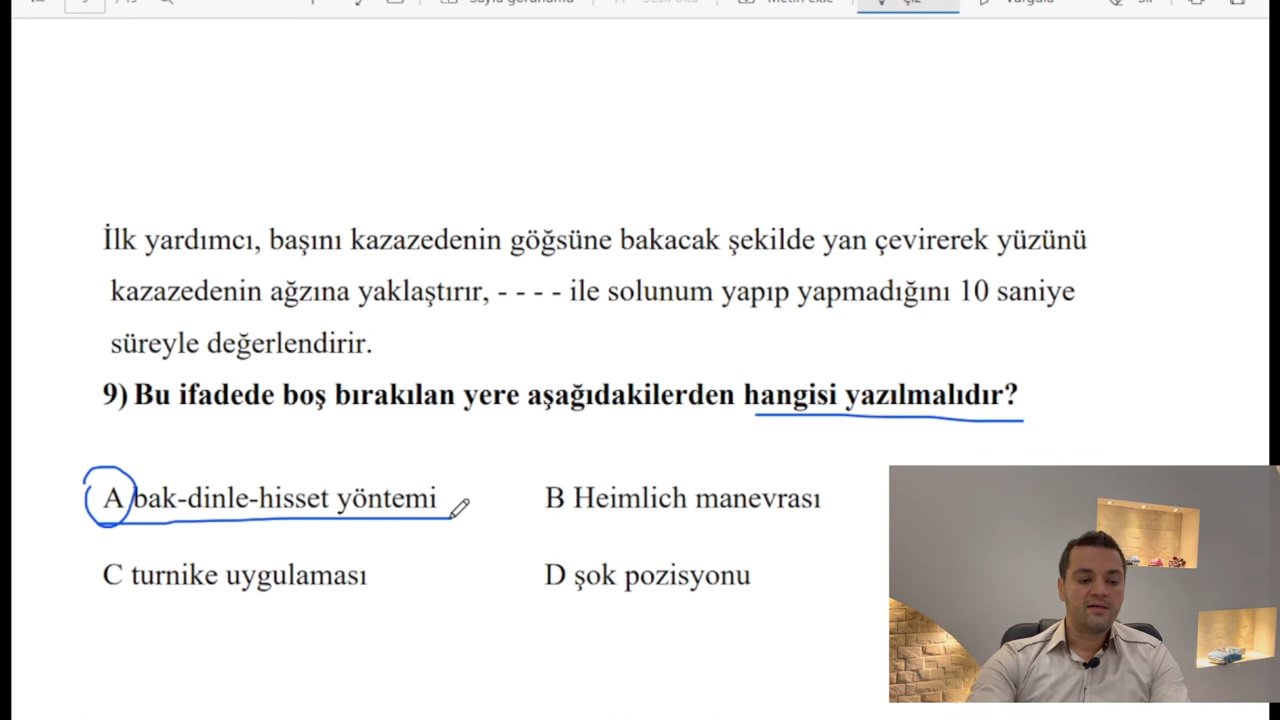 İlk yardımcı, başını kazazedenin göğsüne bakacak şekilde yan çevirerek yüzünü
kazazedenin ağzına yaklaştırır, - - - - ile solunum yapıp yapmadığını 10 saniye
süreyle değerlendirir.
9) Bu ifadede boş bırakılan yere aşağıdakilerden hangisi yazılmalıdır?
A bak-dinle-hisset yöntemi B Heimlich manevrası
C turnike uygulaması D şok pozisyonu